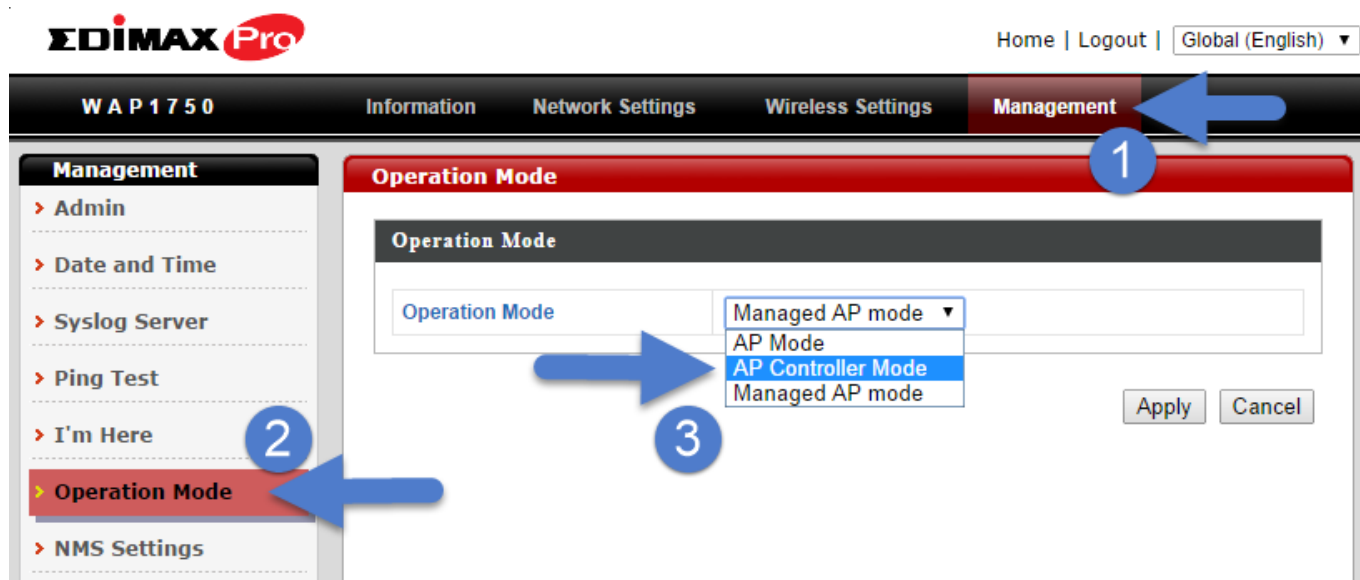 EDiMAX Pro
Home | Logout | Global (English) ▼
WAP1750 Information Network Settings Wireless Settings Management
1
Management
> Admin
> Date and Time
> Syslog Server
> Ping Test
> I'm Here
2
> Operation Mode
> NMS Settings
Operation Mode
Operation Mode
Operation Mode Managed AP mode ▼
AP Mode
AP Controller Mode
Managed AP mode
3
Apply Cancel